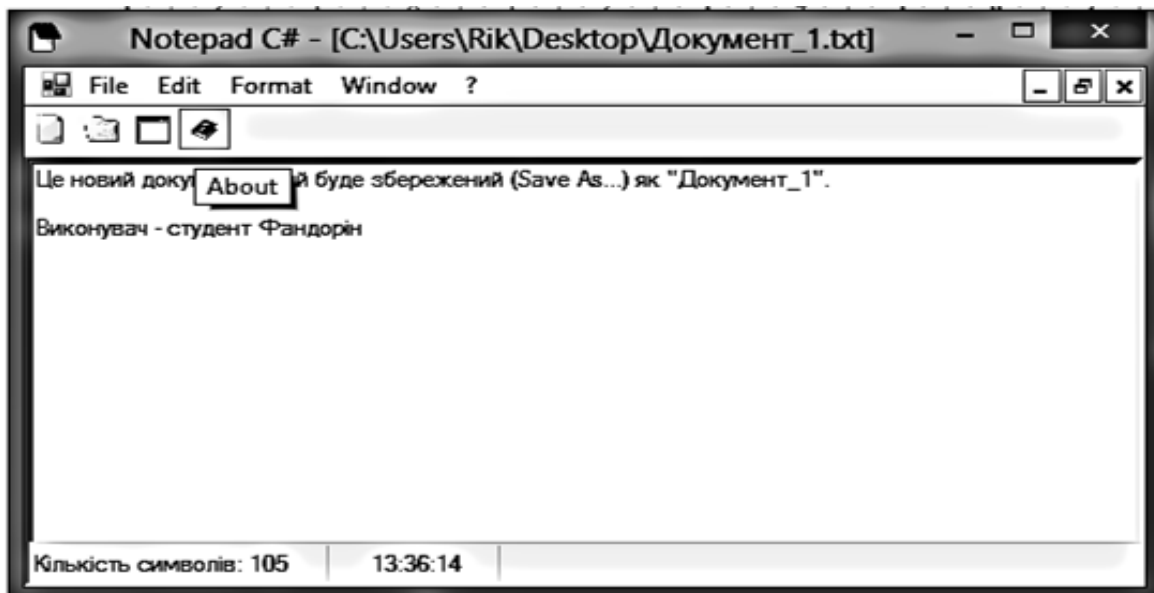 Notepad C# - [C:\Users\Rik\Desktop\Документ_1.txt]
File Edit Format Window ?
Це новий доку й буде збережений (Save As...) як "Документ_1".
About
Виконувач - студент Фандорін
Кількість символів: 105 13:36:14